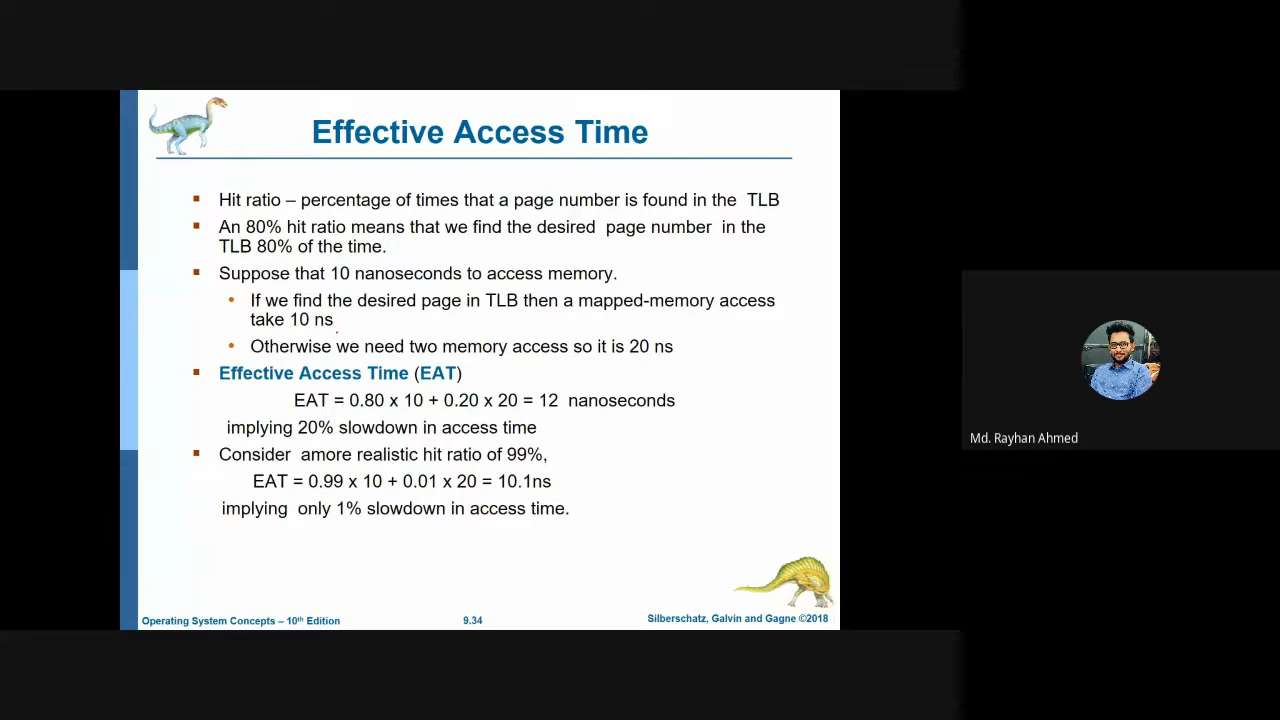 Effective Access Time
Hit ratio – percentage of times that a page number is found in the TLB
An 80% hit ratio means that we find the desired page number in the
TLB 80% of the time.
Suppose that 10 nanoseconds to access memory.
If we find the desired page in TLB then a mapped-memory access
take 10 ns
Otherwise we need two memory access so it is 20 ns
Effective Access Time (EAT)
EAT = 0.80 x 10 + 0.20 x 20 = 12 nanoseconds
implying 20% slowdown in access time
Consider amore realistic hit ratio of 99%,
EAT = 0.99 x 10 + 0.01 x 20 = 10.1ns
implying only 1% slowdown in access time.
Operating System Concepts – 10th Edition
9.34
Silberschatz, Galvin and Gagne ©2018
Md. Rayhan Ahmed